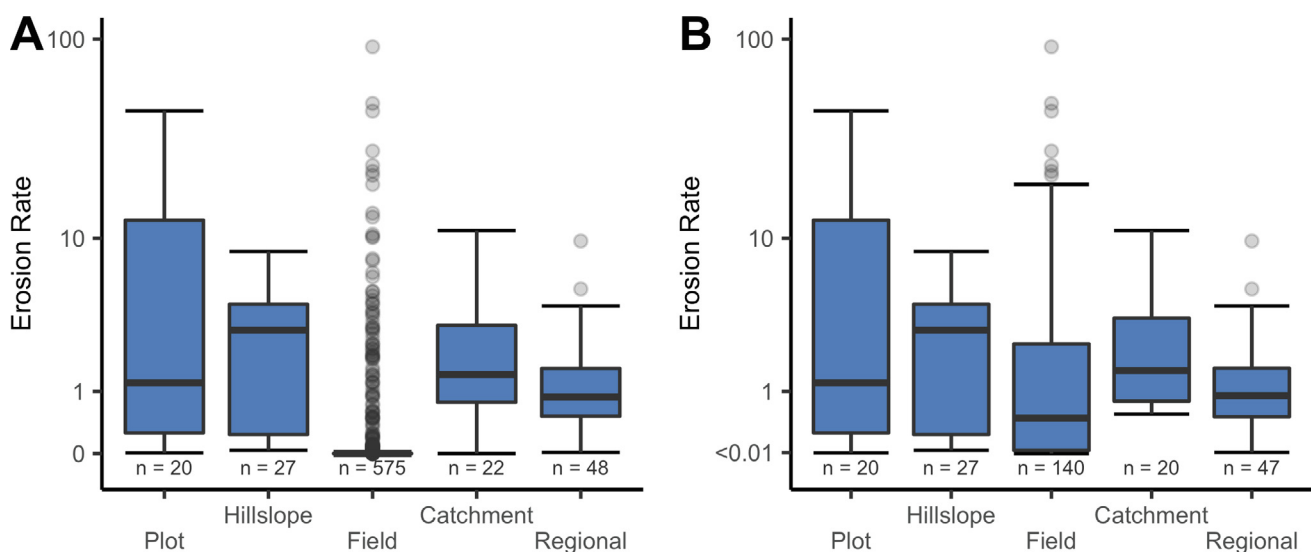 A
100
10
1
0
Erosion Rate
n = 20
n = 27
n = 575
n = 22
n = 48
Hillslope
Catchment
Plot
Field
Regional
B
100
10
1
<0.01
Erosion Rate
n = 20
n = 27
n = 140
n = 20
n = 47
Hillslope
Catchment
Plot
Field
Regional